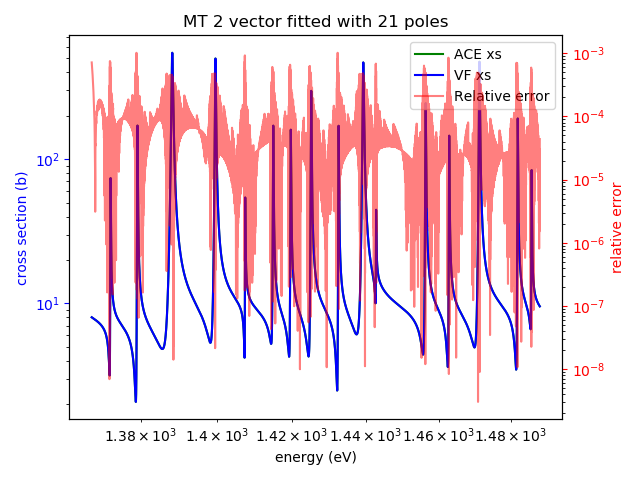 MT 2 vector fitted with 21 poles
ACE xs
VF xs
Relative error
cross section (b)
10²
10¹
relative error
10⁻³
10⁻⁴
10⁻⁵
10⁻⁶
10⁻⁷
10⁻⁸
1.38 × 10³ 1.4 × 10³ 1.42 × 10³ 1.44 × 10³ 1.46 × 10³ 1.48 × 10³
energy (eV)